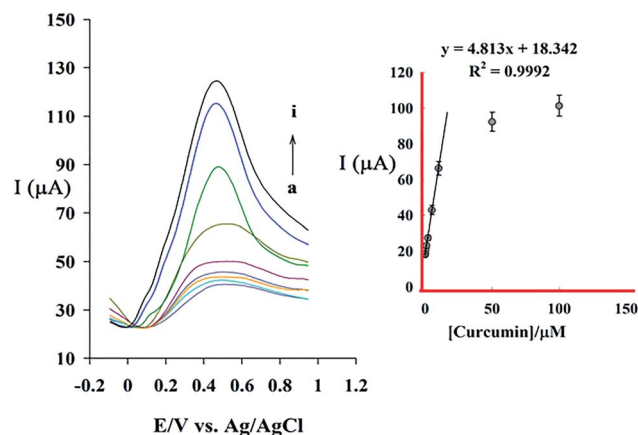 150
130
110
90
70
50
30
10
I (µA)
i
a
-0.2 0 0.2 0.4 0.6 0.8 1 1.2
E/V vs. Ag/AgCl
y = 4.813x + 18.342
R² = 0.9992
120
100
80
60
40
20
0
I (µA)
0 50 100 150
[Curcumin]/µM